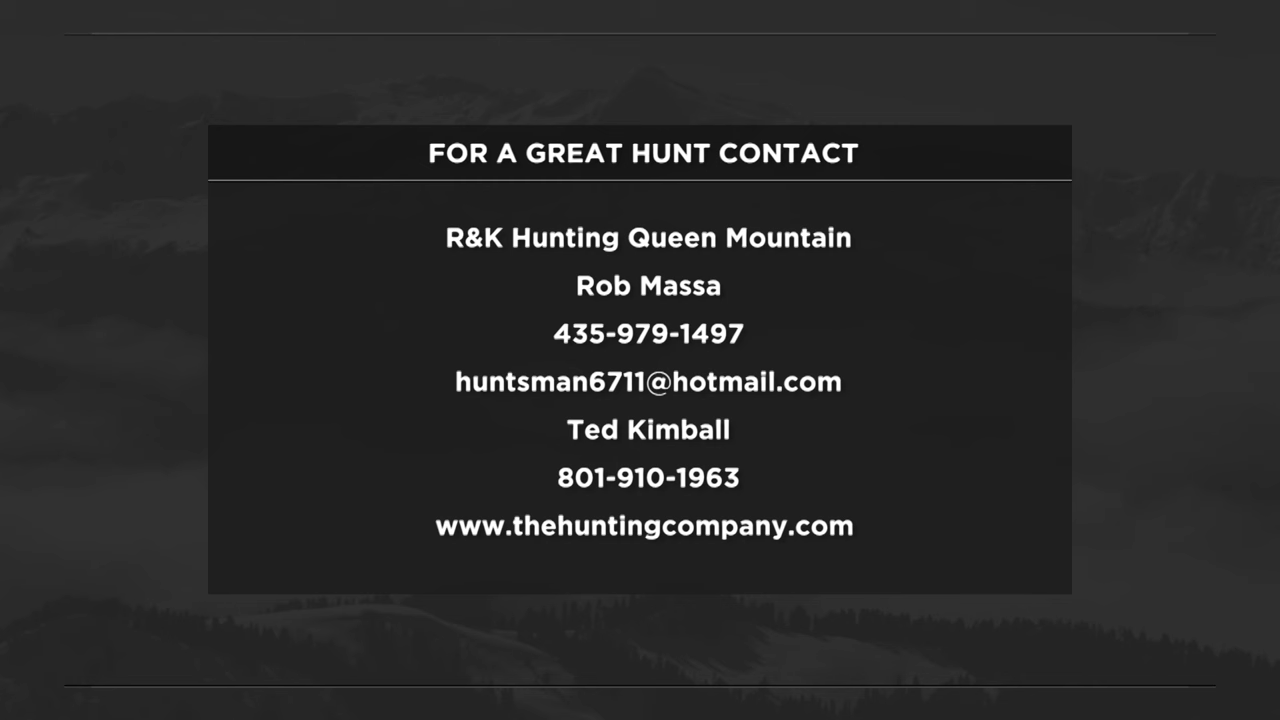 FOR A GREAT HUNT CONTACT
R&K Hunting Queen Mountain
Rob Massa
435-979-1497
huntsman6711@hotmail.com
Ted Kimball
801-910-1963
www.thehuntingcompany.com